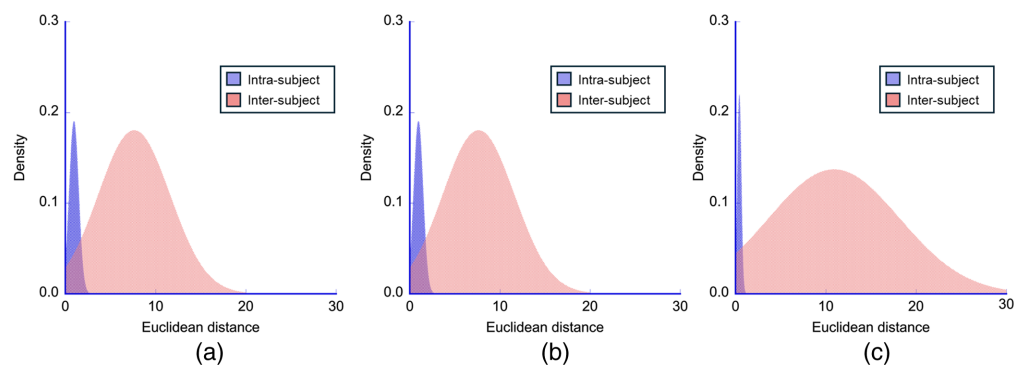 0.3
0.2
0.1
0.0
Density
0
10
20
30
Euclidean distance
Intra-subject
Inter-subject
(a)
0.3
0.2
0.1
0.0
Density
0
10
20
30
Euclidean distance
Intra-subject
Inter-subject
(b)
0.3
0.2
0.1
0.0
Density
0
10
20
30
Euclidean distance
Intra-subject
Inter-subject
(c)